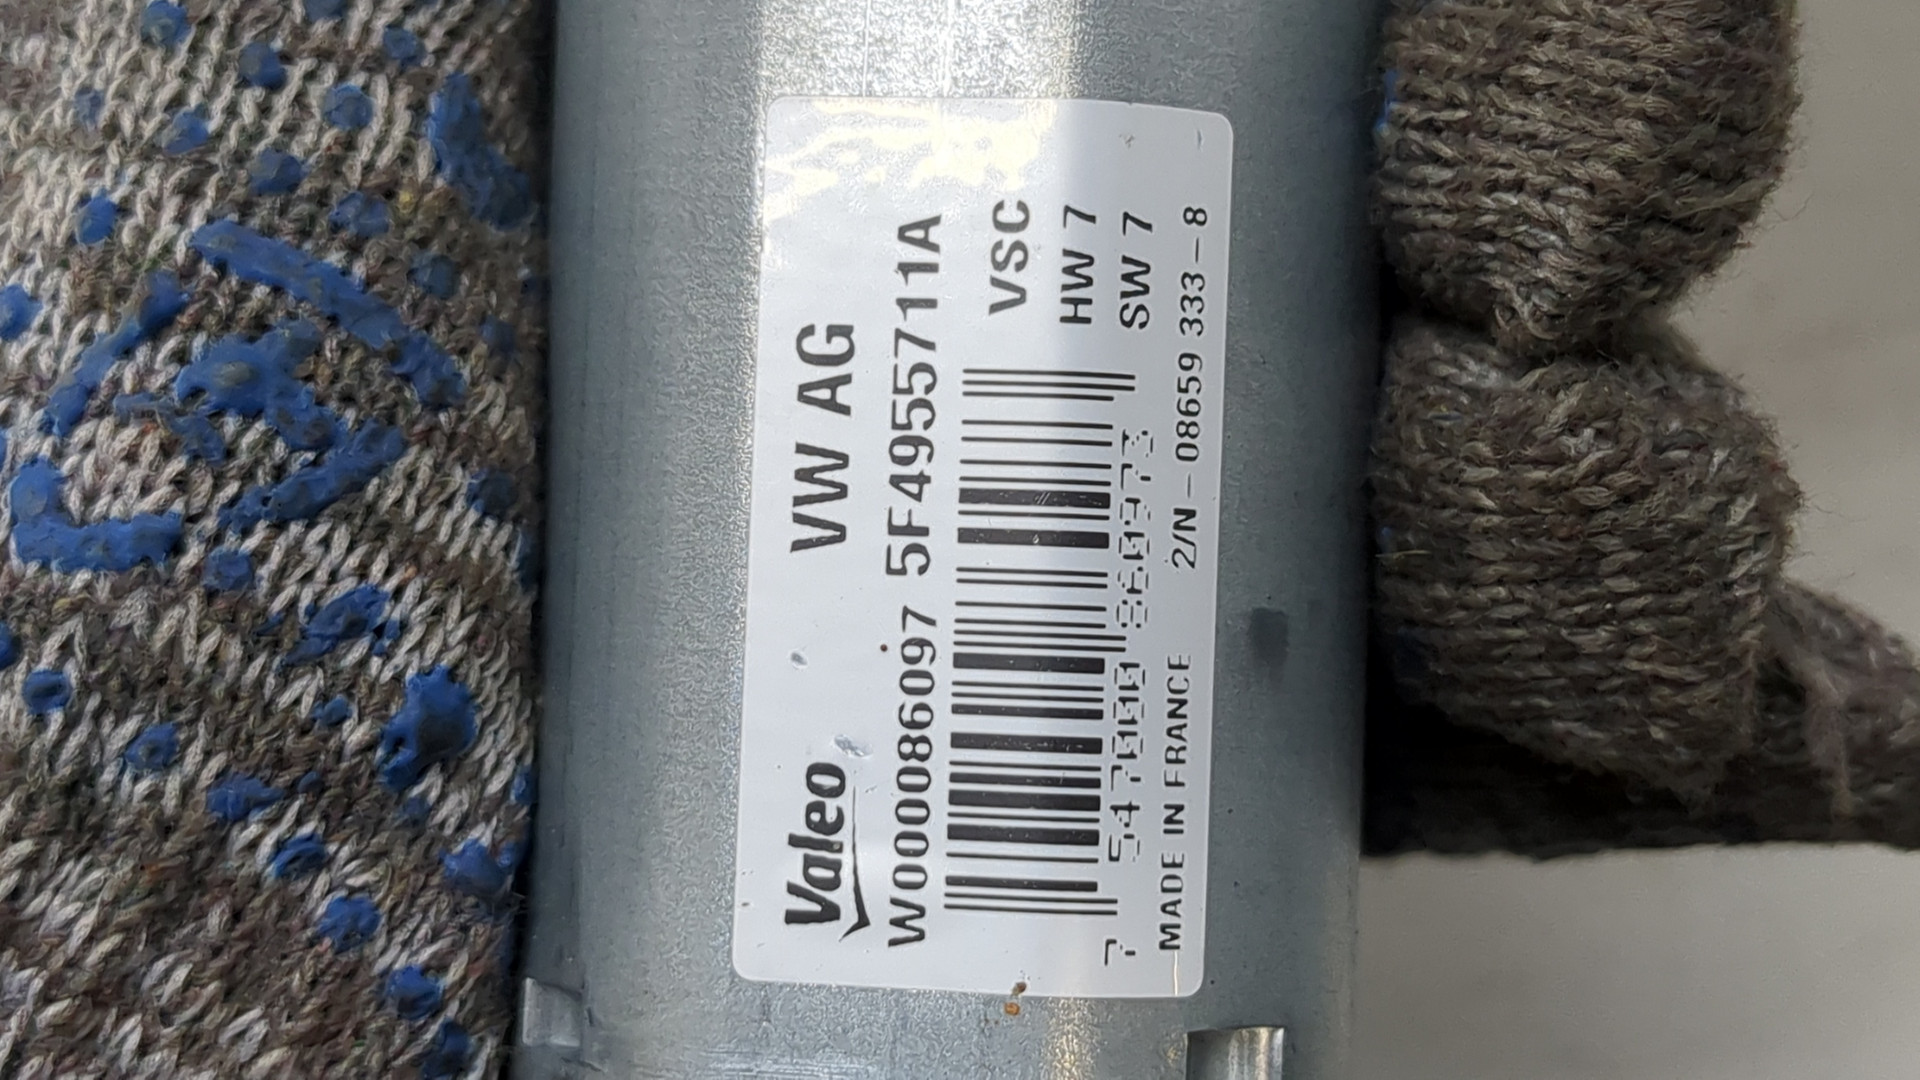 Valeo VW AG
W000086097 5F4955711A
VSC
HW 7
SW 7
MADE IN FRANCE 2/N-08659 333-8